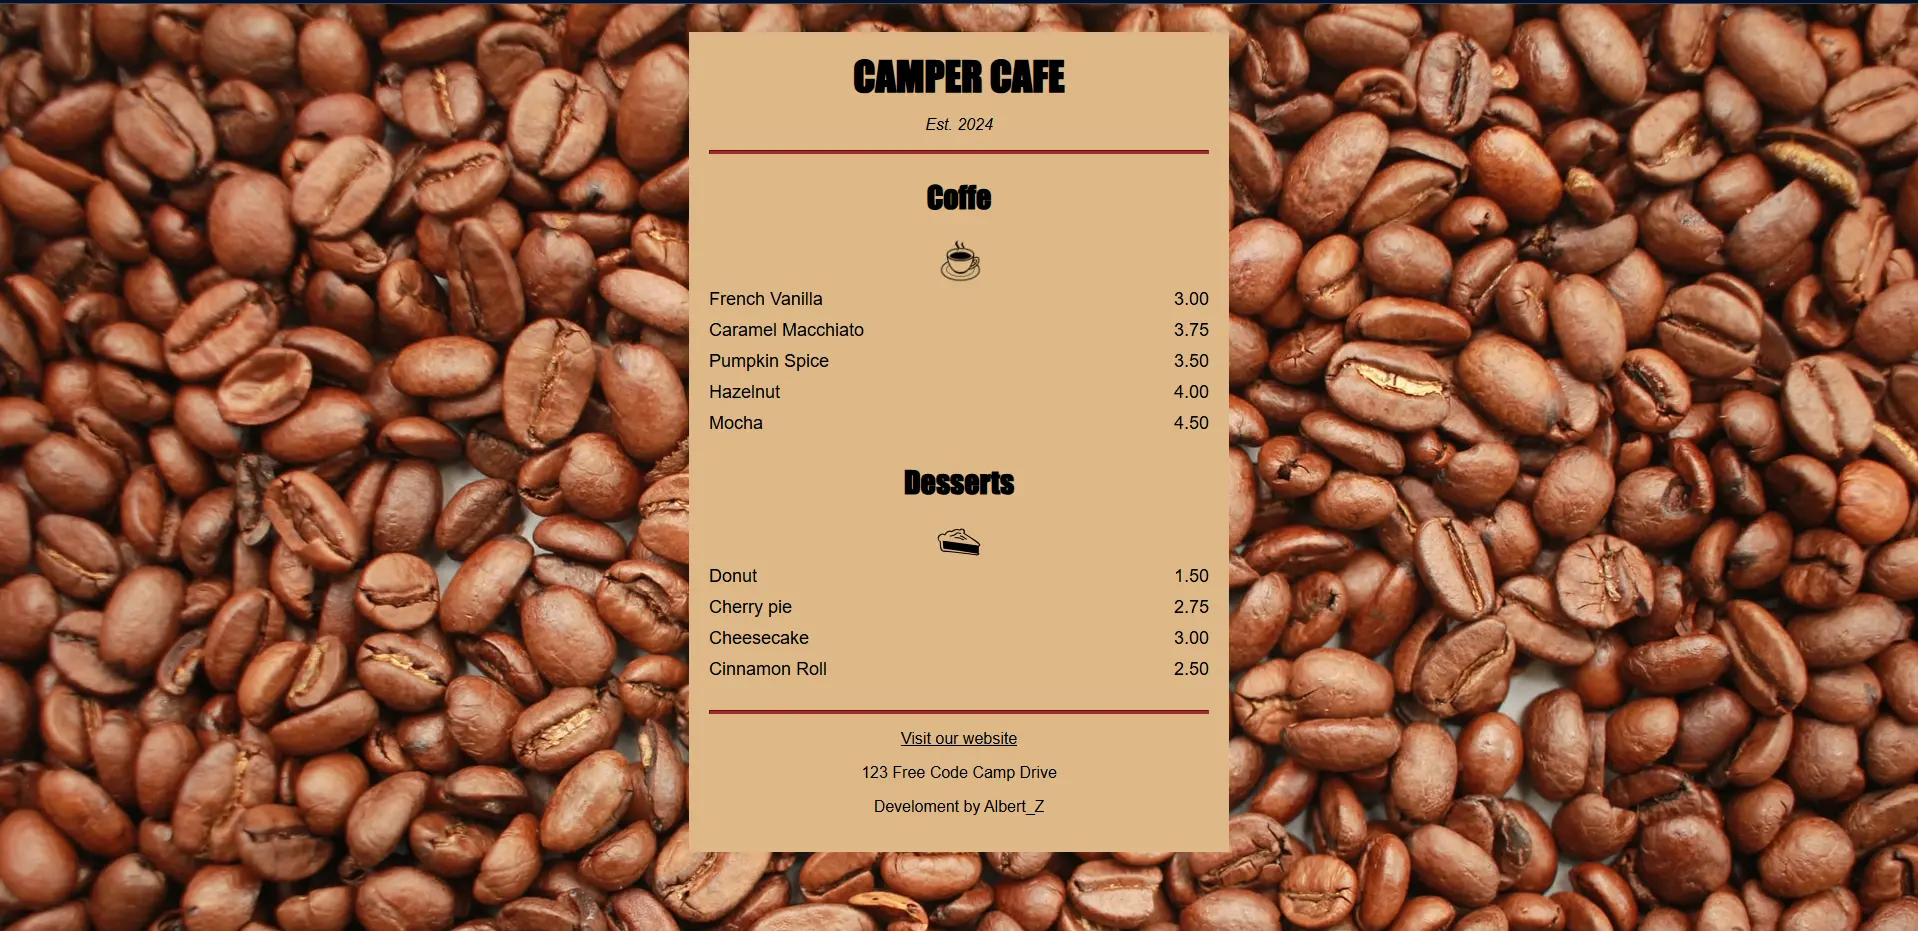 CAMPER CAFE
Est. 2024
Coffe
French Vanilla 3.00
Caramel Macchiato 3.75
Pumpkin Spice 3.50
Hazelnut 4.00
Mocha 4.50
Desserts
Donut 1.50
Cherry pie 2.75
Cheesecake 3.00
Cinnamon Roll 2.50
Visit our website
123 Free Code Camp Drive
Develoment by Albert_Z